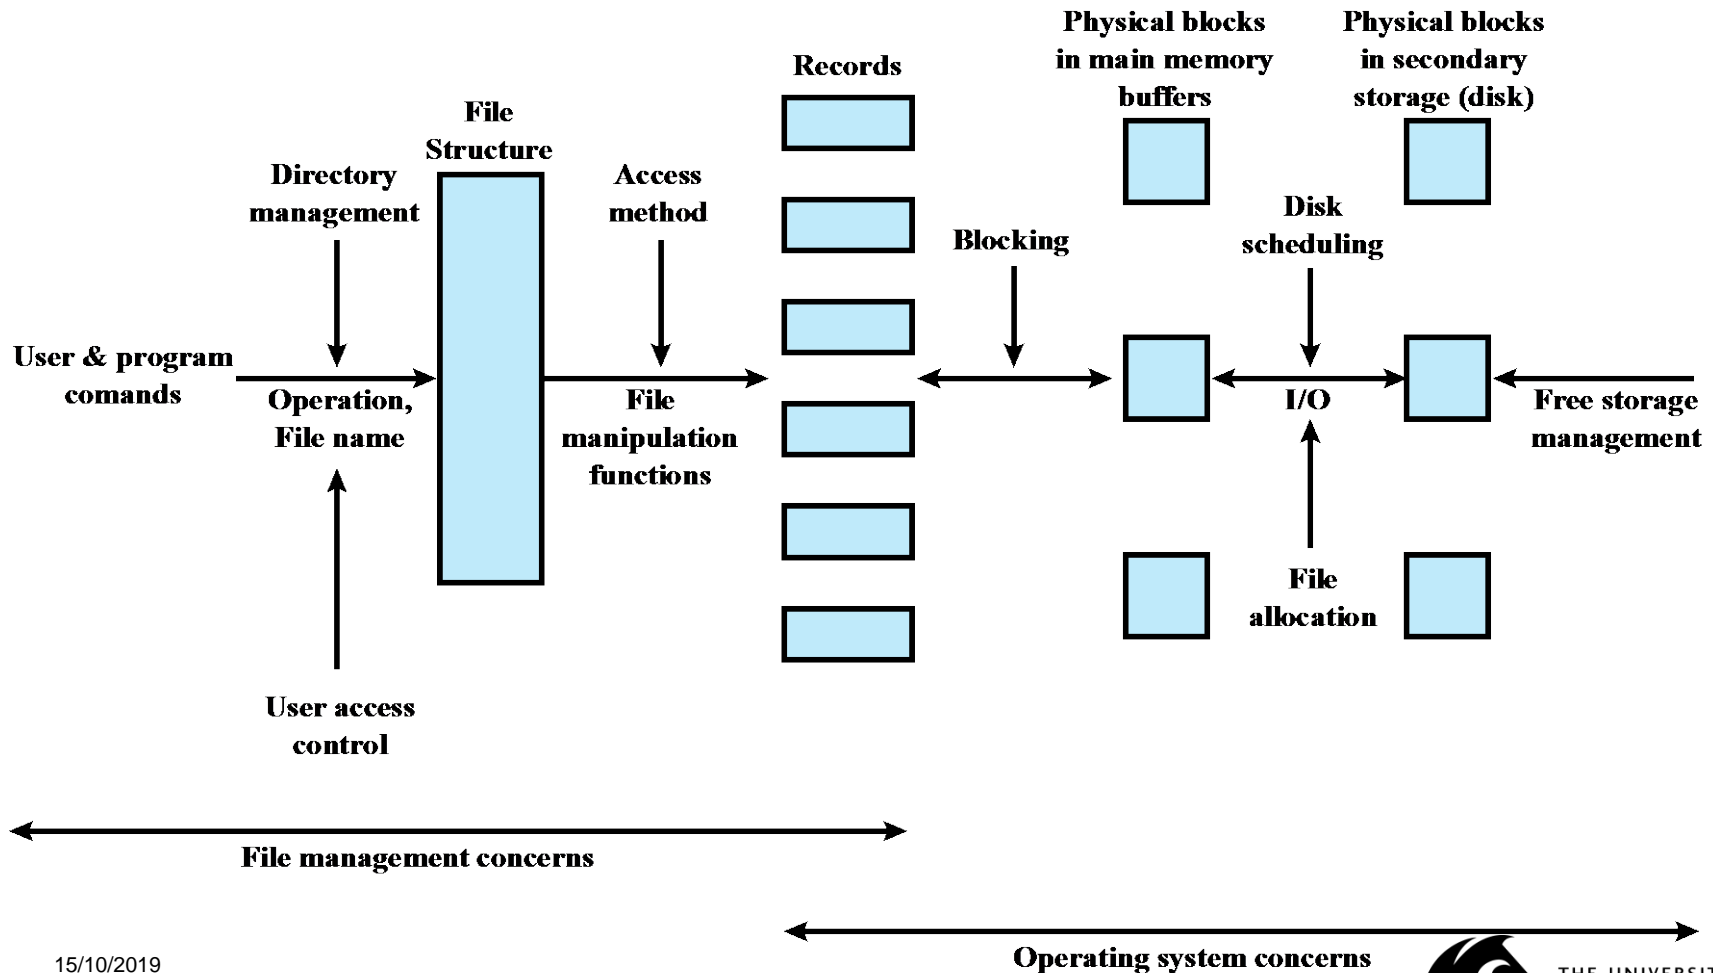 Physical blocks
in main memory
buffers
Physical blocks
in secondary
storage (disk)
Records
File
Structure
Directory
management
Access
method
Blocking
Disk
scheduling
User & program
comands
Operation,
File name
File
manipulation
functions
I/O
Free storage
management
File
allocation
User access
control
File management concerns
Operating system concerns
15/10/2019